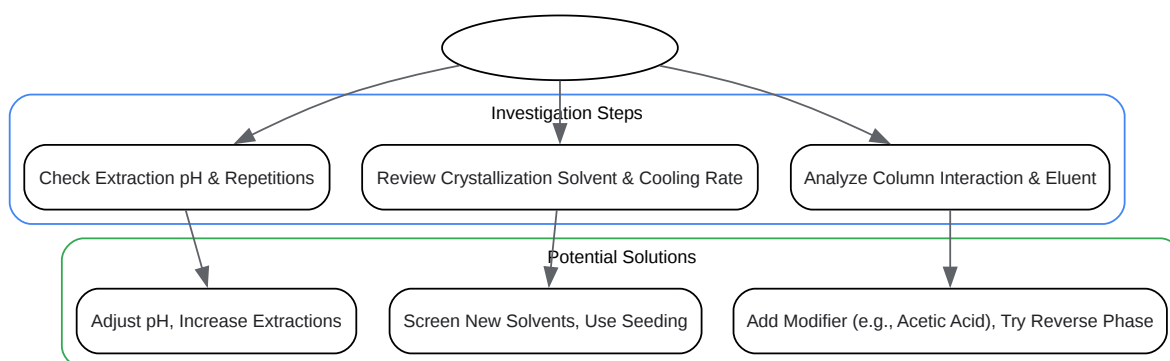 Investigation Steps
Check Extraction pH & Repetitions
Review Crystallization Solvent & Cooling Rate
Analyze Column Interaction & Eluent
Potential Solutions
Adjust pH, Increase Extractions
Screen New Solvents, Use Seeding
Add Modifier (e.g., Acetic Acid), Try Reverse Phase